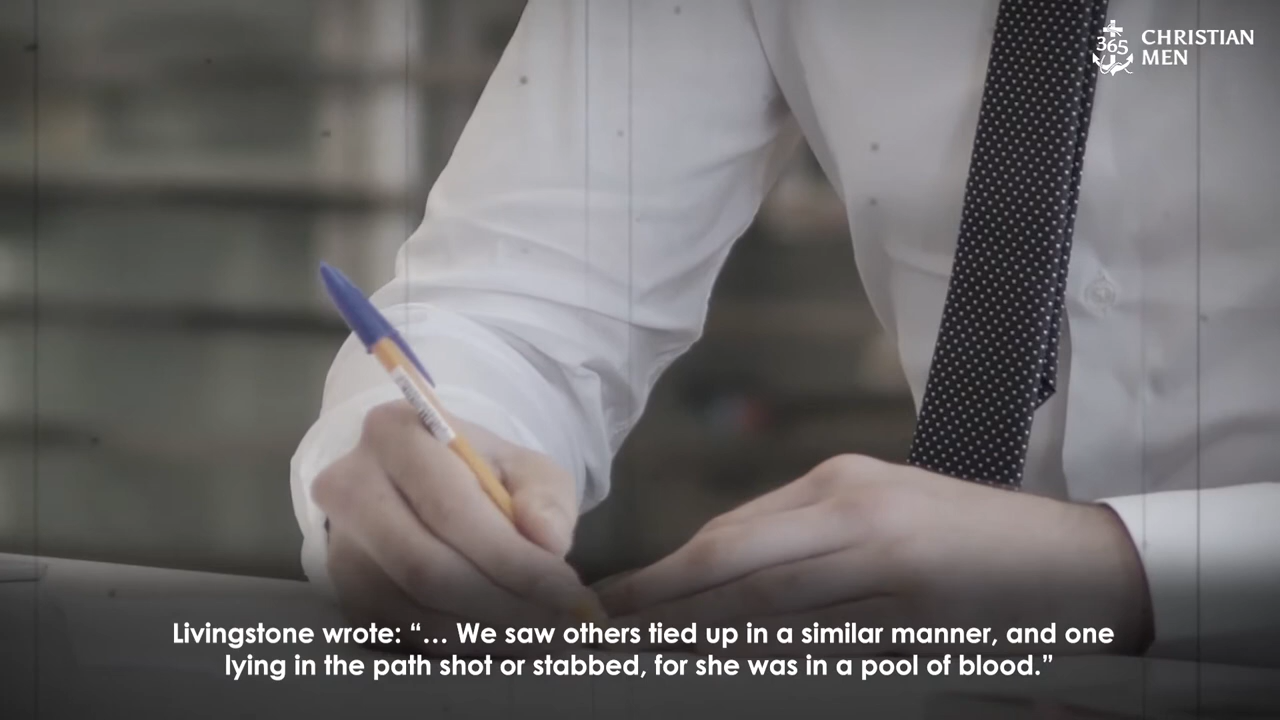 365
CHRISTIAN
MEN
Livingstone wrote: “... We saw others tied up in a similar manner, and one
lying in the path shot or stabbed, for she was in a pool of blood.”